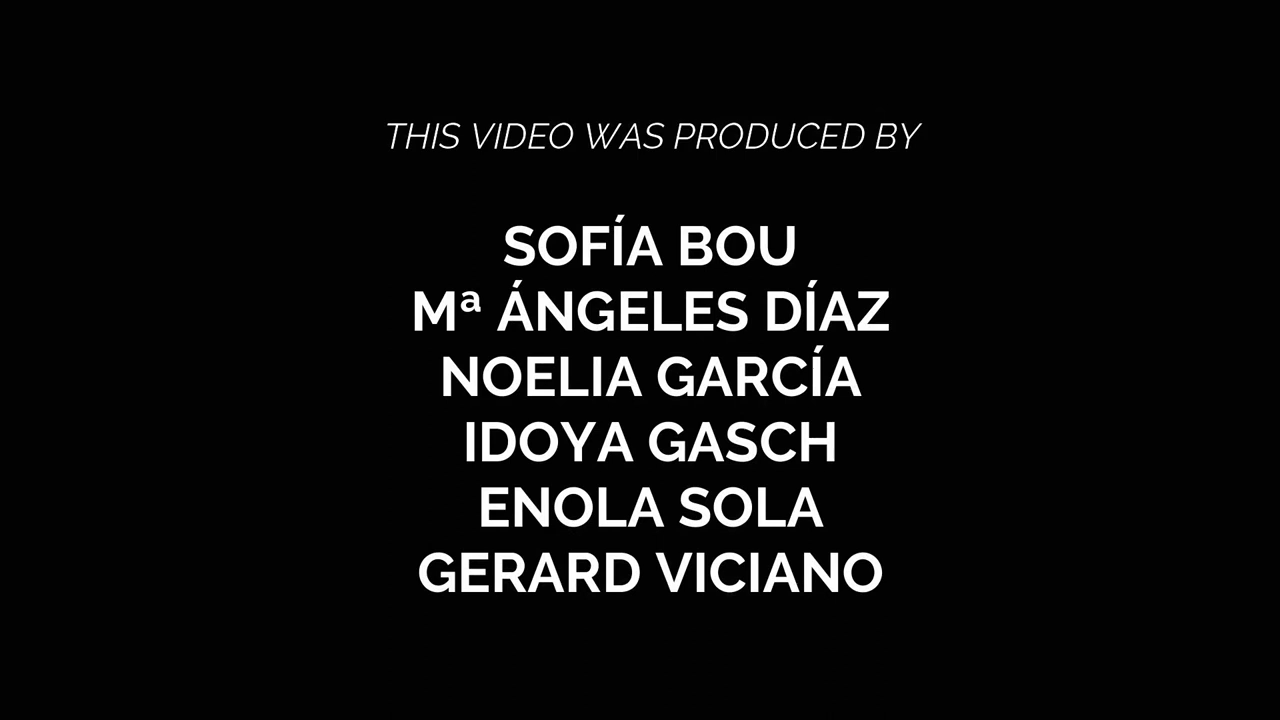 THIS VIDEO WAS PRODUCED BY
SOFÍA BOU
Mª ÁNGELES DÍAZ
NOELIA GARCÍA
IDOYA GASCH
ENOLA SOLA
GERARD VICIANO